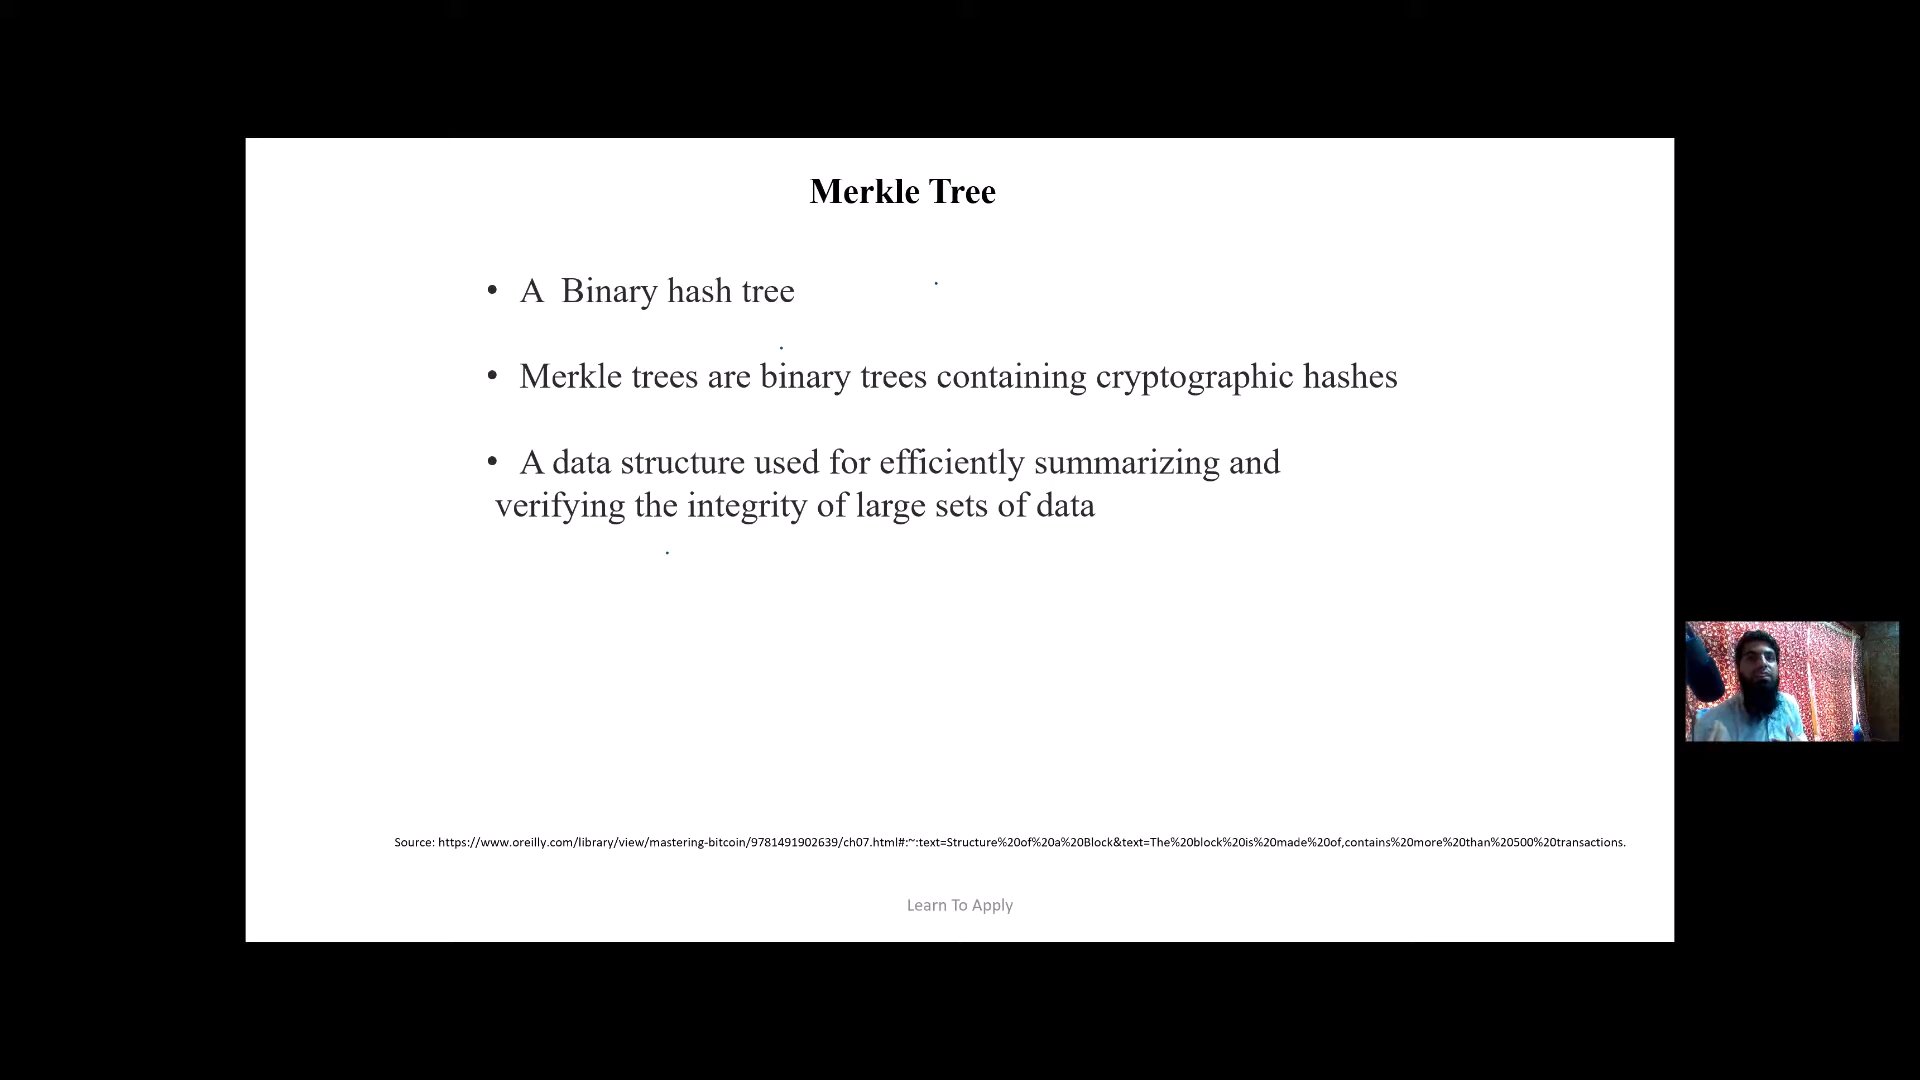 Merkle Tree
• A  Binary hash tree
• Merkle trees are binary trees containing cryptographic hashes
• A data structure used for efficiently summarizing and
verifying the integrity of large sets of data
Source: https://www.oreilly.com/library/view/mastering-bitcoin/9781491902639/ch07.html#:~:text=Structure%20of%20a%20Block&text=The%20block%20is%20made%20of,contains%20more%20than%20500%20transactions.
Learn To Apply